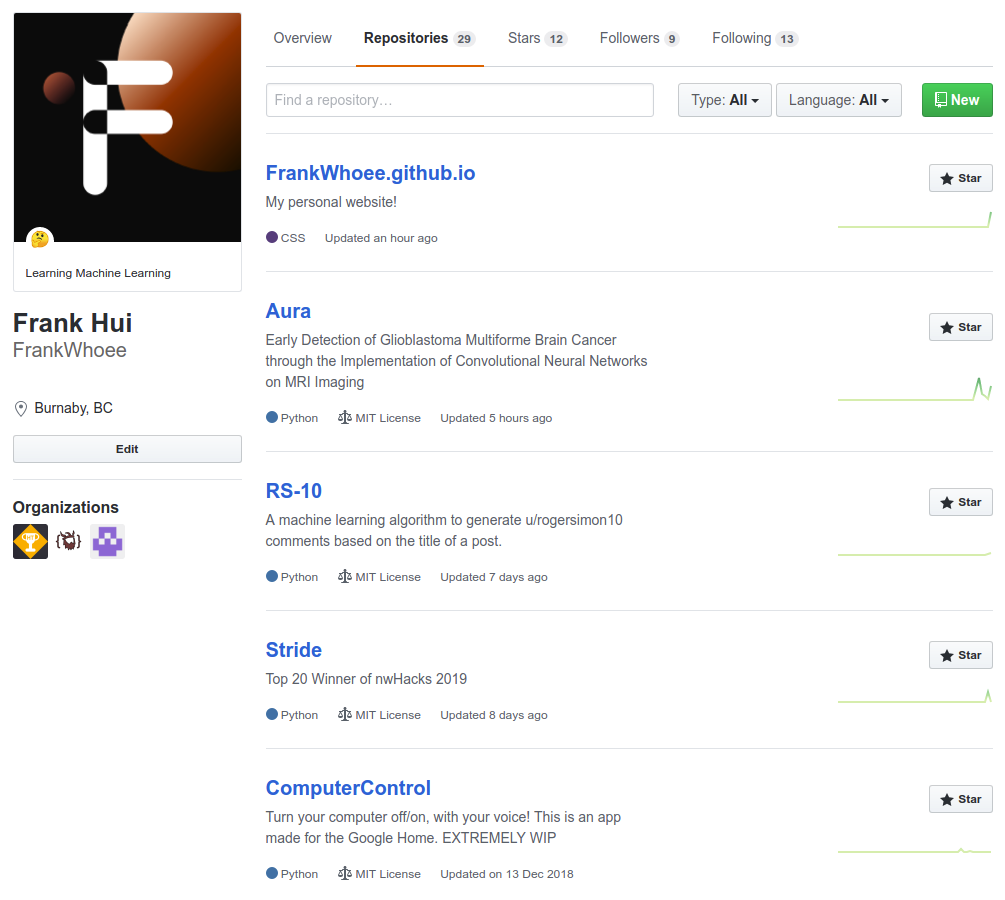 Overview Repositories 29 Stars 12 Followers 9 Following 13
Find a repository… Type: All Language: All New
Learning Machine Learning
Frank Hui
FrankWhoee
Burnaby, BC
Edit
Organizations
FrankWhoee.github.io Star
My personal website!
CSS Updated an hour ago
Aura Star
Early Detection of Glioblastoma Multiforme Brain Cancer
through the Implementation of Convolutional Neural Networks
on MRI Imaging
Python MIT License Updated 5 hours ago
RS-10 Star
A machine learning algorithm to generate u/rogersimon10
comments based on the title of a post.
Python MIT License Updated 7 days ago
Stride Star
Top 20 Winner of nwHacks 2019
Python MIT License Updated 8 days ago
ComputerControl Star
Turn your computer off/on, with your voice! This is an app
made for the Google Home. EXTREMELY WIP
Python MIT License Updated on 13 Dec 2018